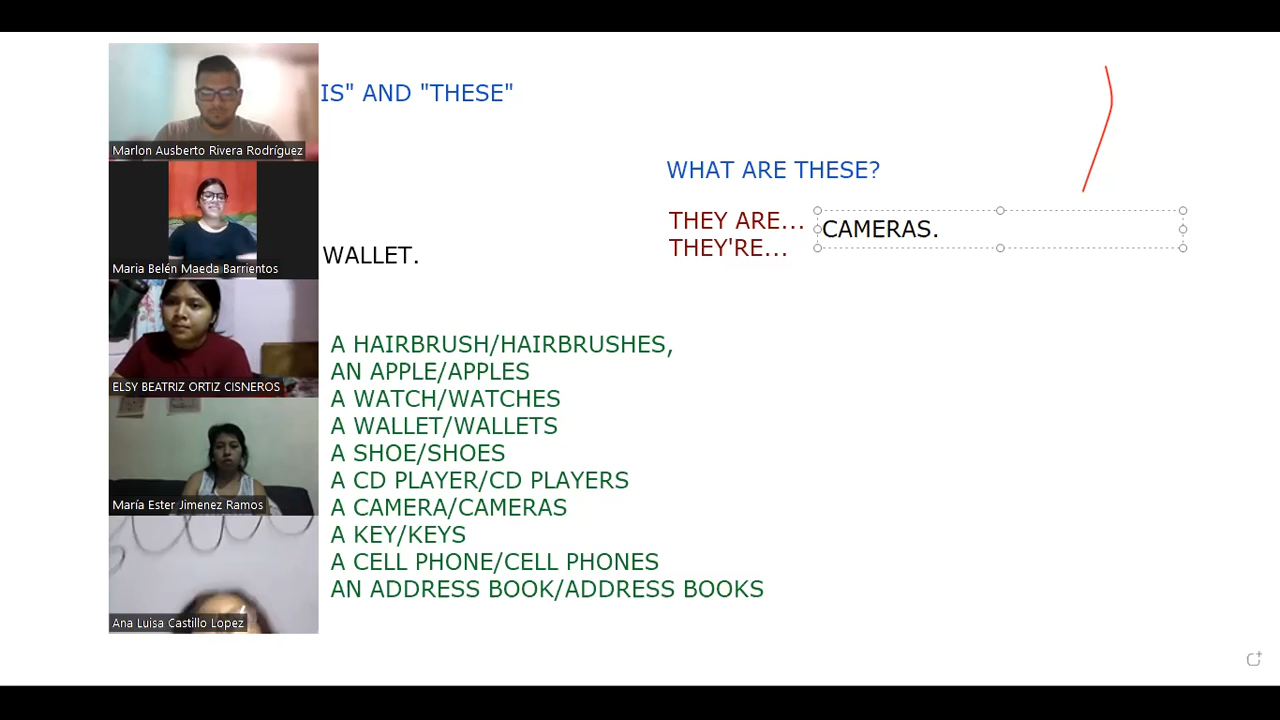 IS" AND "THESE"
WHAT ARE THESE?
THEY ARE...
THEY'RE...
CAMERAS.
WALLET.
A HAIRBRUSH/HAIRBRUSHES,
AN APPLE/APPLES
A WATCH/WATCHES
A WALLET/WALLETS
A SHOE/SHOES
A CD PLAYER/CD PLAYERS
A CAMERA/CAMERAS
A KEY/KEYS
A CELL PHONE/CELL PHONES
AN ADDRESS BOOK/ADDRESS BOOKS
Marlon Ausberto Rivera Rodríguez
Maria Belén Maeda Barrientos
ELSY BEATRIZ ORTIZ CISNEROS
María Ester Jimenez Ramos
Ana Luisa Castillo Lopez